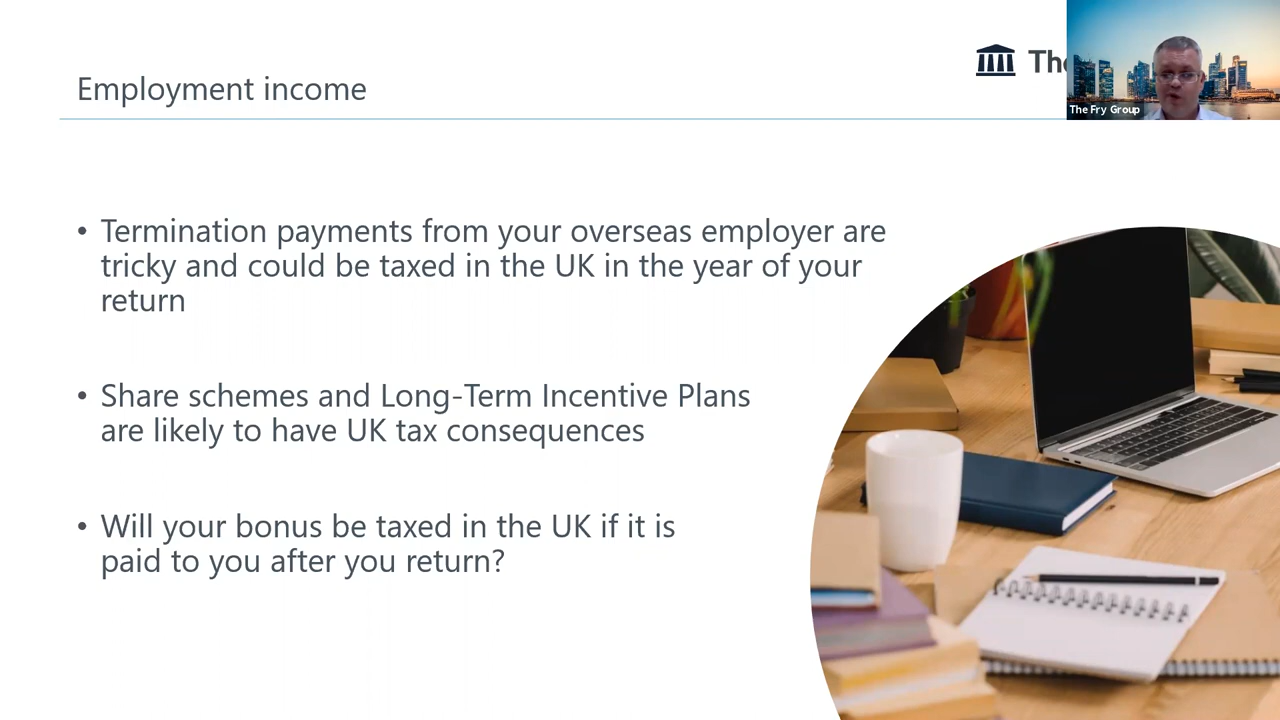 Employment income
The
The Fry Group
• Termination payments from your overseas employer are
tricky and could be taxed in the UK in the year of your
return
• Share schemes and Long-Term Incentive Plans
are likely to have UK tax consequences
• Will your bonus be taxed in the UK if it is
paid to you after you return?